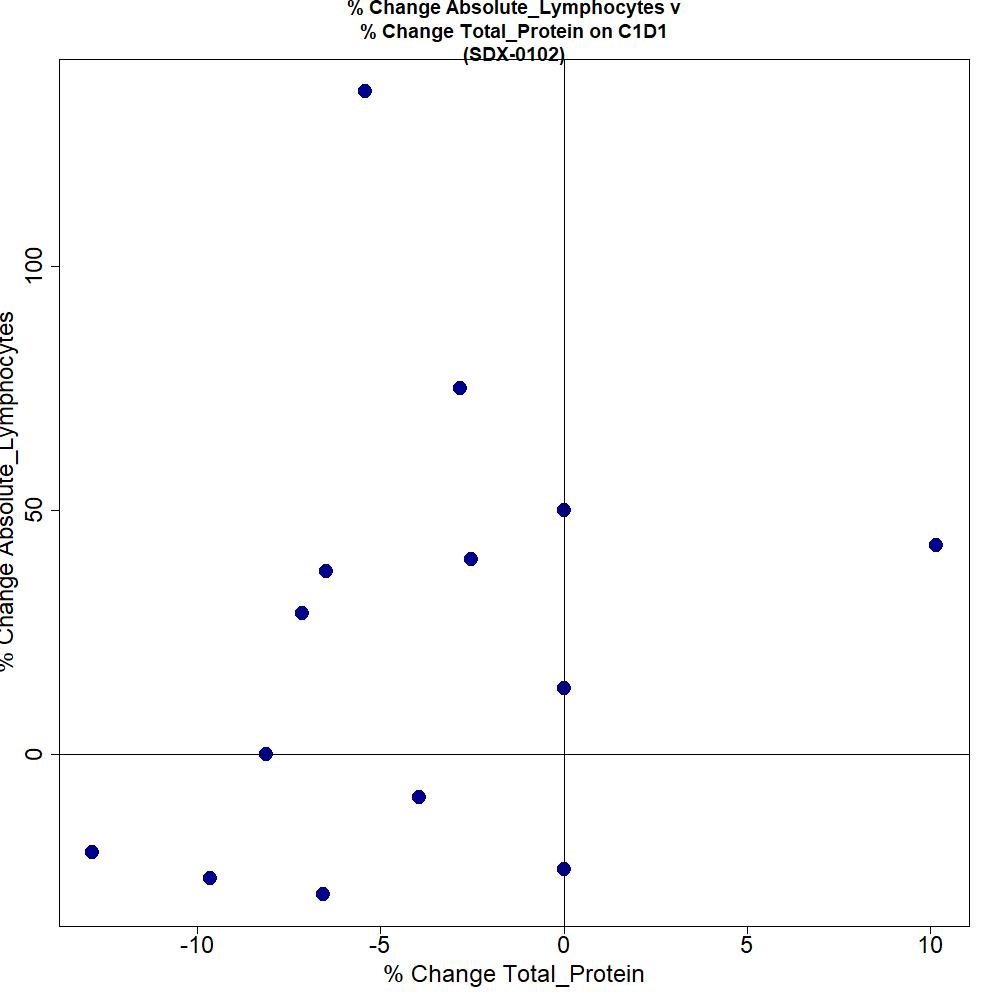 % Change Absolute_Lymphocytes v
% Change Total_Protein on C1D1
(SDX-0102)
% Change Absolute_Lymphocytes
100
50
0
-10
-5
0
5
10
% Change Total_Protein